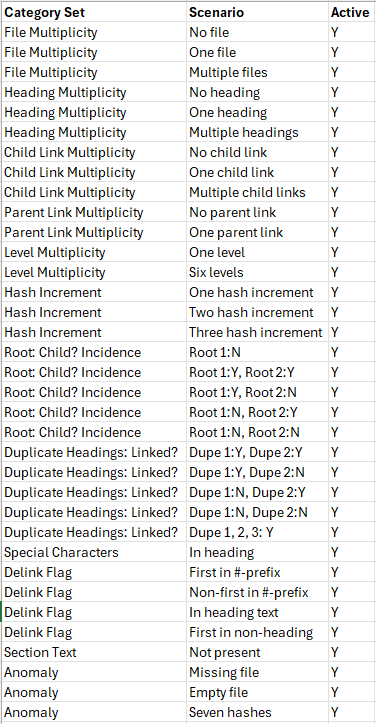 Category Set Scenario Active
File Multiplicity No file Y
File Multiplicity One file Y
File Multiplicity Multiple files Y
Heading Multiplicity No heading Y
Heading Multiplicity One heading Y
Heading Multiplicity Multiple headings Y
Child Link Multiplicity No child link Y
Child Link Multiplicity One child link Y
Child Link Multiplicity Multiple child links Y
Parent Link Multiplicity No parent link Y
Parent Link Multiplicity One parent link Y
Level Multiplicity One level Y
Level Multiplicity Six levels Y
Hash Increment One hash increment Y
Hash Increment Two hash increment Y
Hash Increment Three hash increment Y
Root: Child? Incidence Root 1:N Y
Root: Child? Incidence Root 1:Y, Root 2:Y Y
Root: Child? Incidence Root 1:Y, Root 2:N Y
Root: Child? Incidence Root 1:N, Root 2:Y Y
Root: Child? Incidence Root 1:N, Root 2:N Y
Duplicate Headings: Linked? Dupe 1:Y, Dupe 2:Y Y
Duplicate Headings: Linked? Dupe 1:Y, Dupe 2:N Y
Duplicate Headings: Linked? Dupe 1:N, Dupe 2:Y Y
Duplicate Headings: Linked? Dupe 1:N, Dupe 2:N Y
Duplicate Headings: Linked? Dupe 1, 2, 3: Y Y
Special Characters In heading Y
Delink Flag First in #-prefix Y
Delink Flag Non-first in #-prefix Y
Delink Flag In heading text Y
Delink Flag First in non-heading Y
Section Text Not present Y
Anomaly Missing file Y
Anomaly Empty file Y
Anomaly Seven hashes Y